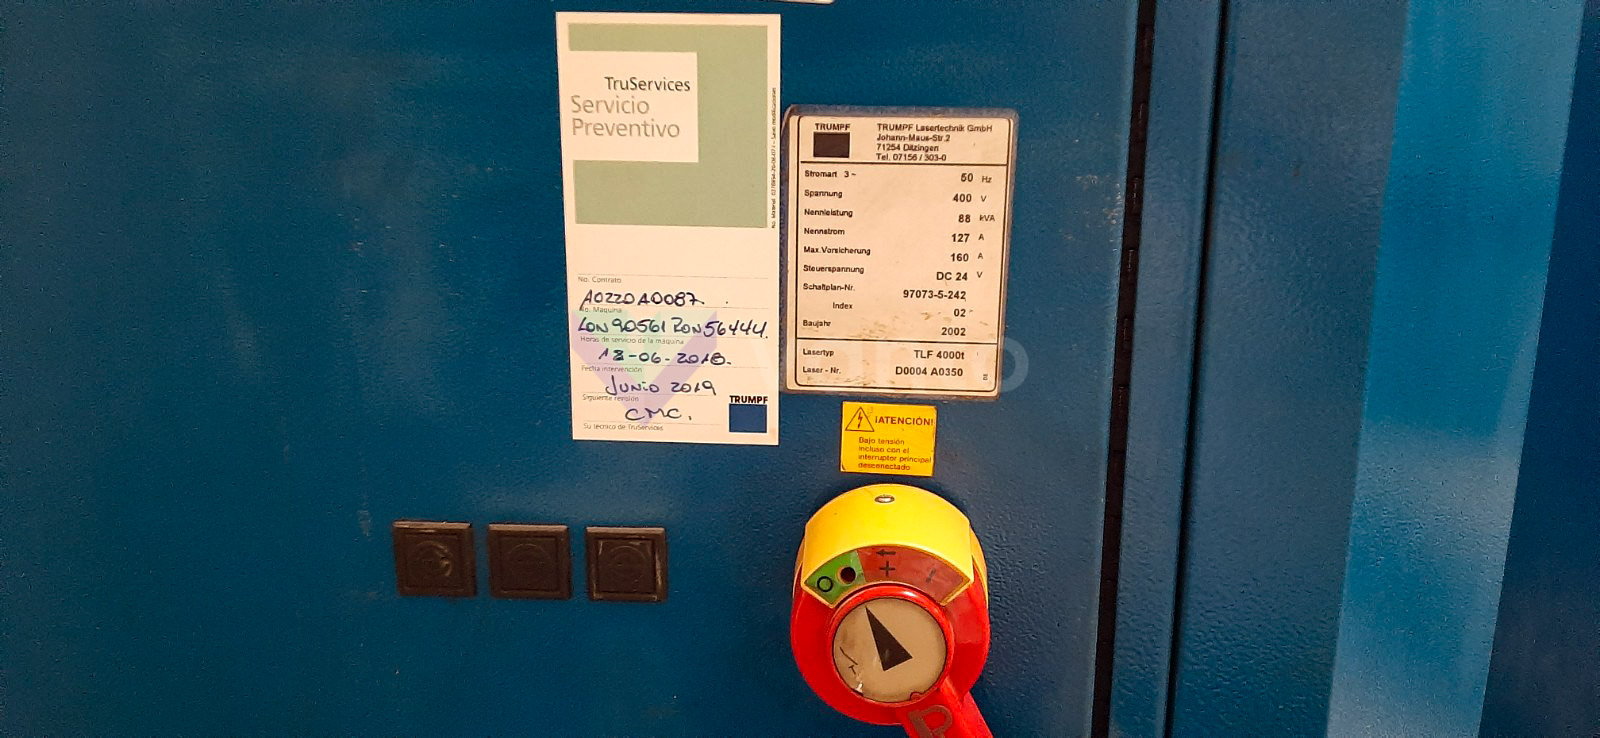 TruServices
Servicio
Preventivo
No. Contrato
A0220A0087.
No. Máquina
LON90561 RON56444.
Horas de servicio de la máquina
18-06-2018.
Fecha intervención
JUNIO 2019
Siguiente revisión
CMC.
Su técnico de TruServices
TRUMPF
TRUMPF
TRUMPF Lasertechnik GmbH
Johann-Maus-Str.2
71254 Ditzingen
Tel. 07156 / 303-0
Stromart 3 ~ 50 Hz
Spannung 400 V
Nennleistung 88 kVA
Nennstrom 127 A
Max.Vorsicherung 160 A
Steuerspannung DC 24 V
Schaltplan-Nr. 97073-5-242
Index 02
Baujahr 2002
Lasertyp TLF 4000t
Laser - Nr. D0004 A0350
¡ATENCIÓN!
Bajo tensión
incluso con el
interruptor principal
desconectado
O + I